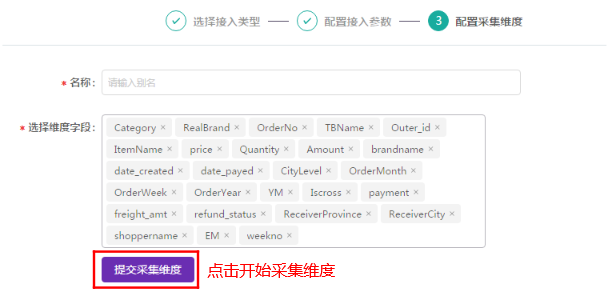 选择接入类型 配置接入参数 3 配置采集维度
* 名称: 请输入别名
* 选择维度字段: Category × RealBrand × OrderNo × TBName × Outer_id ×
ItemName × price × Quantity × Amount × brandname ×
date_created × date_payed × CityLevel × OrderMonth ×
OrderWeek × OrderYear × YM × Iscross × payment ×
freight_amt × refund_status × ReceiverProvince × ReceiverCity ×
shoppername × EM × weekno ×
提交采集维度 点击开始采集维度